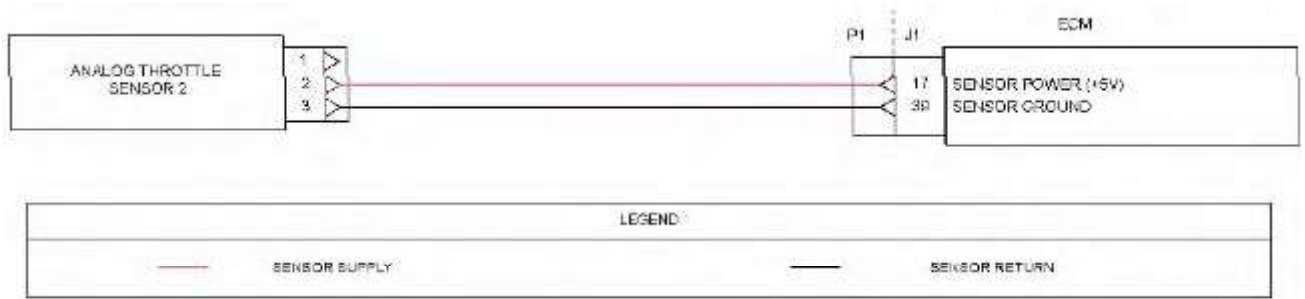 ECM
P1 J1
ANALOG THROTTLE
SENSOR 2
1
2
3
17 SENSOR POWER (+5V)
39 SENSOR GROUND
LEGEND
SENSOR SUPPLY
SENSOR RETURN